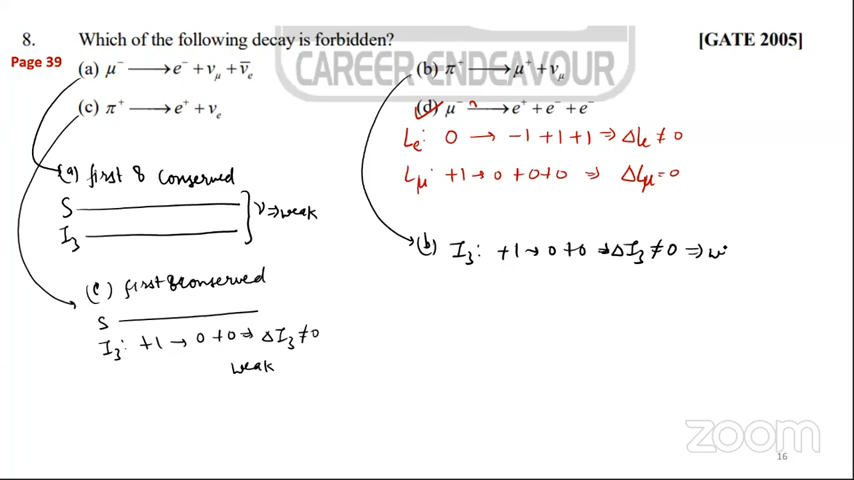 8. Which of the following decay is forbidden? [GATE 2005]
Page 39
(a) μ⁻ ⟶ e⁻ + ν_μ + ν̄_e (b) π⁺ ⟶ μ⁺ + ν_μ
CAREER ENDEAVOUR
(c) π⁺ ⟶ e⁺ + ν_e (d) μ⁻ ⟶ e⁺ + e⁻ + e⁻
L_e: 0 → -1 + 1 + 1 ⇒ ΔL_e ≠ 0
L_μ: +1 → 0 + 0 + 0 ⇒ ΔL_μ = 0
(a) first 8 conserved
S
I₃
ν ⇒ weak
(b) I₃: +1 → 0 + 0 ⇒ ΔI₃ ≠ 0 ⇒
(c) first 8 conserved
S
I₃: +1 → 0 + 0 ⇒ ΔI₃ ≠ 0
weak
zoom
16